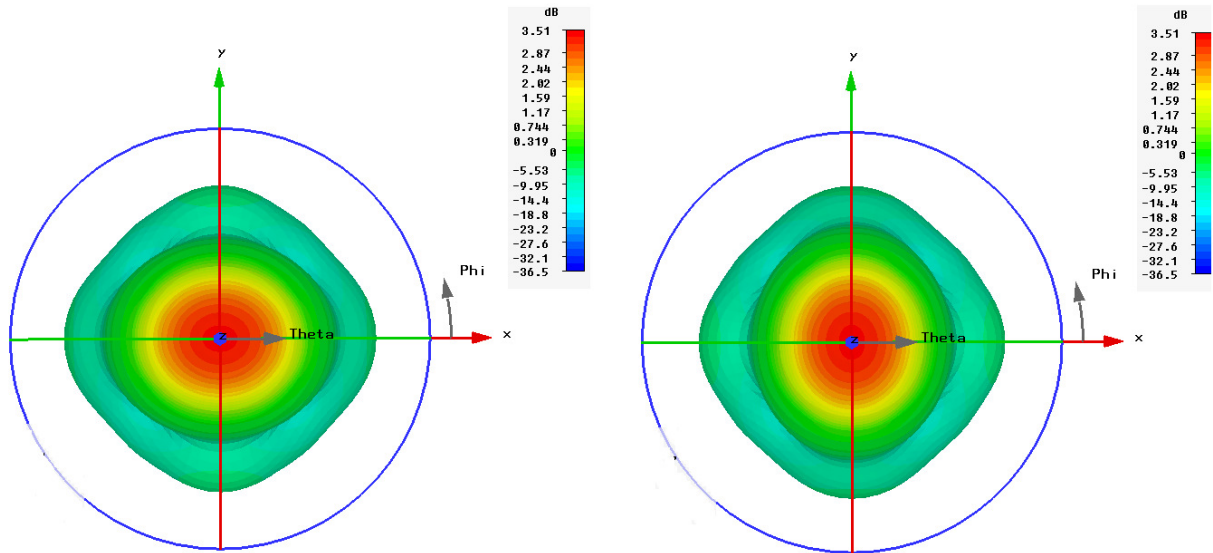 dB
3.51
2.87
2.44
2.02
1.59
1.17
0.744
0.319
0
-5.53
-9.95
-14.4
-18.8
-23.2
-27.6
-32.1
-36.5
y
Phi
z
Theta
x
dB
3.51
2.87
2.44
2.02
1.59
1.17
0.744
0.319
0
-5.53
-9.95
-14.4
-18.8
-23.2
-27.6
-32.1
-36.5
y
Phi
z
Theta
x